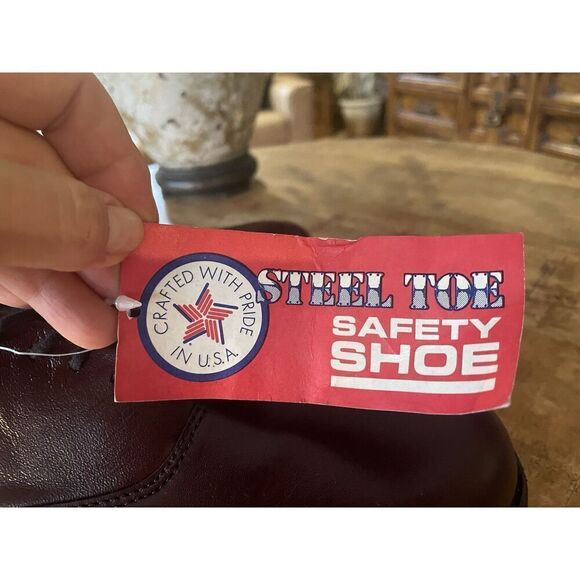 CRAFTED WITH PRIDE
IN U.S.A.
STEEL TOE
SAFETY
SHOE